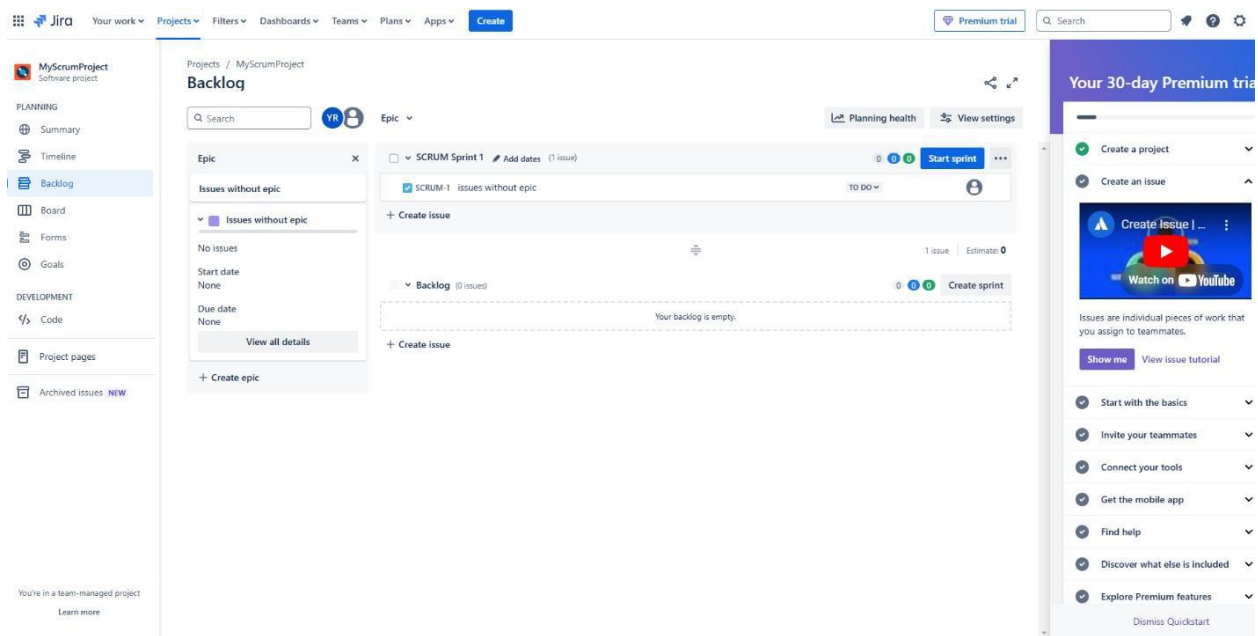 Jira
Your work
Projects
Filters
Dashboards
Teams
Plans
Apps
Create
Premium trial
Search
MyScrumProject
Software project
PLANNING
Summary
Timeline
Backlog
Board
Forms
Goals
DEVELOPMENT
Code
Project pages
Archived issues NEW
You're in a team-managed project
Learn more
Projects / MyScrumProject
Backlog
Search
YR
Epic
Planning health
View settings
Epic
Issues without epic
Issues without epic
No issues
Start date
None
Due date
None
View all details
+ Create epic
SCRUM Sprint 1 Add dates (1 issue)
0 0 0 Start sprint
SCRUM-1 issues without epic
TO DO
+ Create issue
1 issue Estimate: 0
Backlog (0 issues)
0 0 0 Create sprint
Your backlog is empty.
+ Create issue
Your 30-day Premium tria
Create a project
Create an issue
Create Issue | ...
Watch on YouTube
Issues are individual pieces of work that
you assign to teammates.
Show me View issue tutorial
Start with the basics
Invite your teammates
Connect your tools
Get the mobile app
Find help
Discover what else is included
Explore Premium features
Dismiss Quickstart